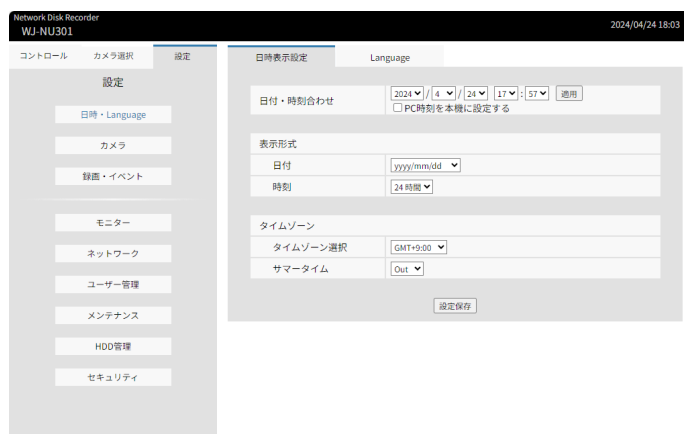 Network Disk Recorder
WJ-NU301
2024/04/24 18:03
コントロール カメラ選択 設定
設定
日時・Language
カメラ
録画・イベント
モニター
ネットワーク
ユーザー管理
メンテナンス
HDD管理
セキュリティ
日時表示設定 Language
日付・時刻合わせ 2024 / 4 / 24 17 : 57 適用
PC時刻を本機に設定する
表示形式
日付 yyyy/mm/dd
時刻 24 時間
タイムゾーン
タイムゾーン選択 GMT+9:00
サマータイム Out
設定保存